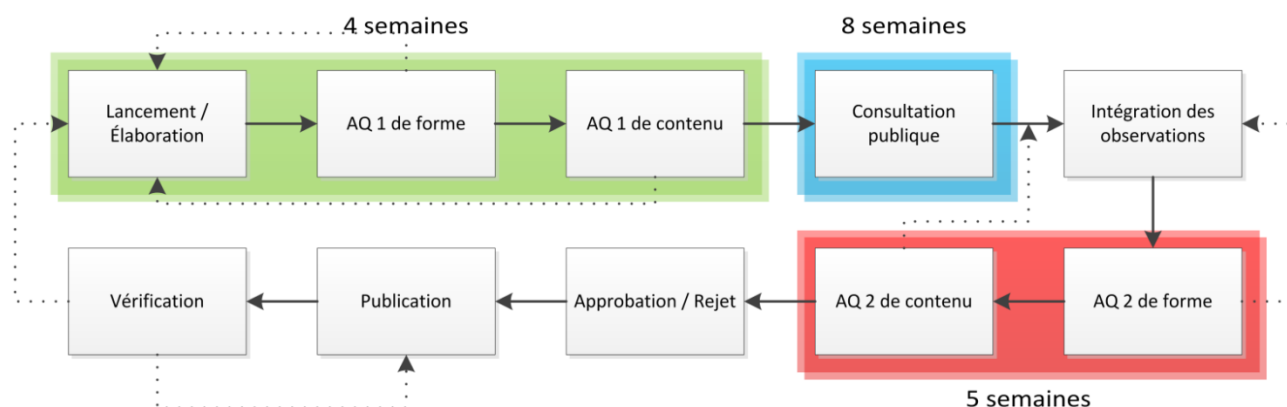 4 semaines
8 semaines
Lancement /
Élaboration
AQ 1 de forme
AQ 1 de contenu
Consultation
publique
Intégration des
observations
Vérification
Publication
Approbation / Rejet
AQ 2 de contenu
AQ 2 de forme
5 semaines